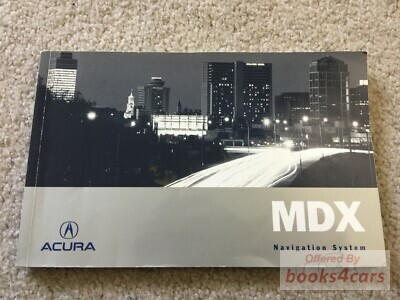 MDX
ACURA
Navigation System
Offered By
books4cars